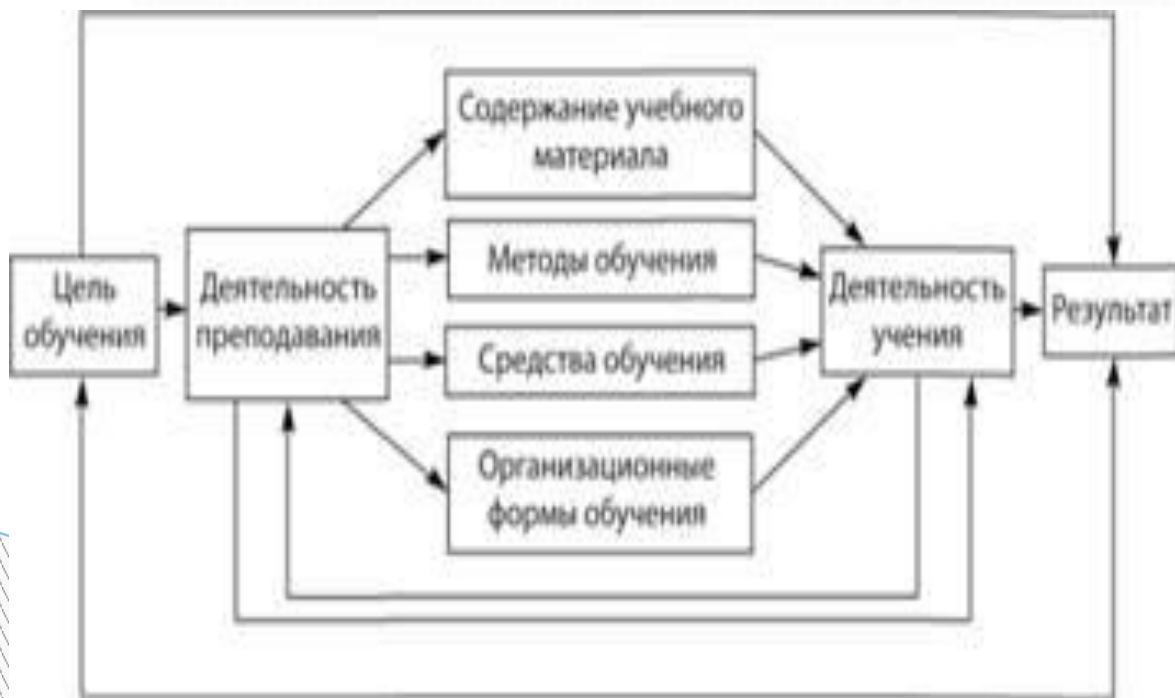 Содержание учебного
материала
Методы обучения
Средства обучения
Организационные
формы обучения
Цель
обучения
Деятельность
преподавания
Деятельность
учения
Результат